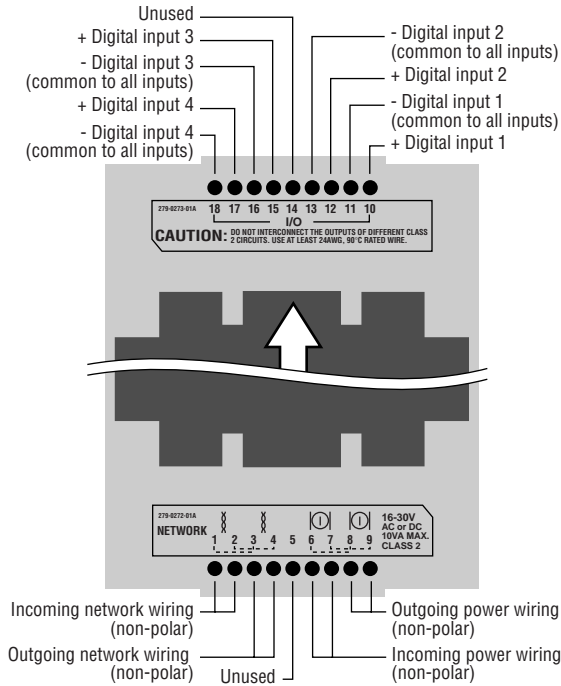 Unused
+ Digital input 3
- Digital input 3
(common to all inputs)
+ Digital input 4
- Digital input 4
(common to all inputs)
- Digital input 2
(common to all inputs)
+ Digital input 2
- Digital input 1
(common to all inputs)
+ Digital input 1
279-0273-01A
18 17 16 15 14 13 12 11 10
I/O
CAUTION: DO NOT INTERCONNECT THE OUTPUTS OF DIFFERENT CLASS
2 CIRCUITS. USE AT LEAST 24AWG, 90°C RATED WIRE.
279-0272-01A
NETWORK
1 2 3 4 5 6 7 8 9
16-30V
AC or DC
10VA MAX.
CLASS 2
Incoming network wiring
(non-polar)
Outgoing network wiring
(non-polar)
Unused
Outgoing power wiring
(non-polar)
Incoming power wiring
(non-polar)